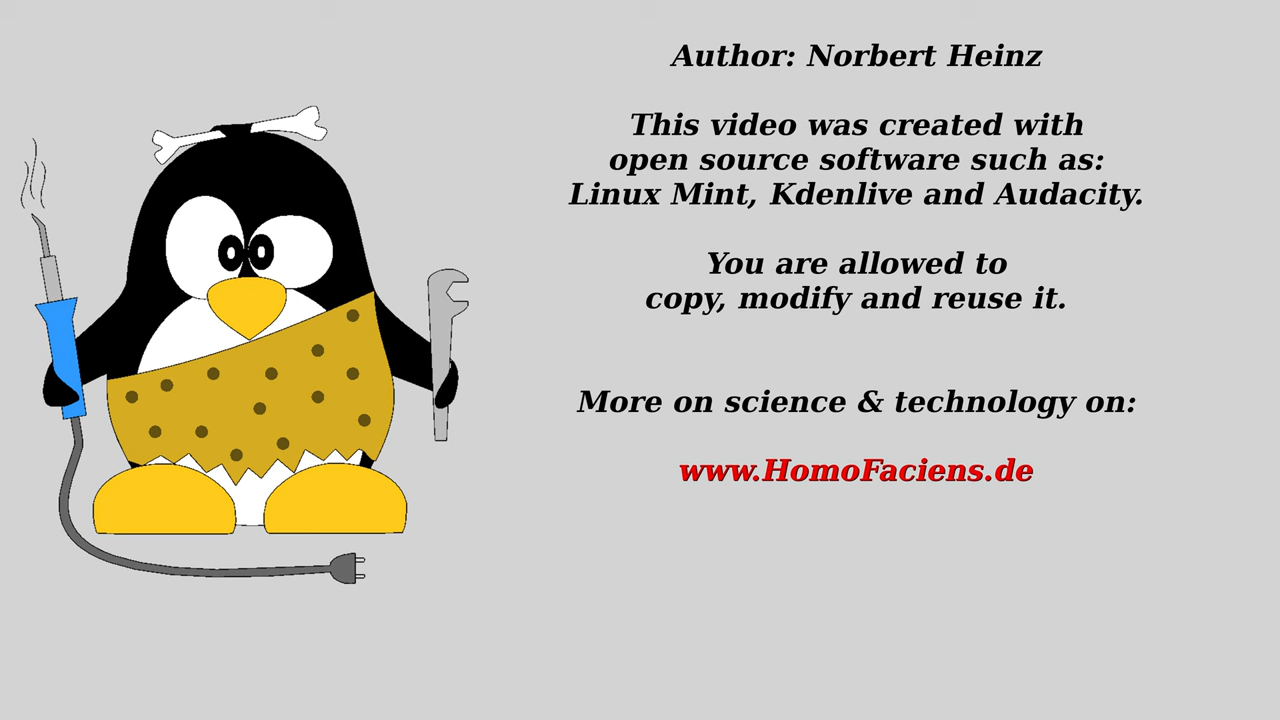 Author: Norbert Heinz
This video was created with
open source software such as:
Linux Mint, Kdenlive and Audacity.
You are allowed to
copy, modify and reuse it.
More on science & technology on:
www.HomoFaciens.de